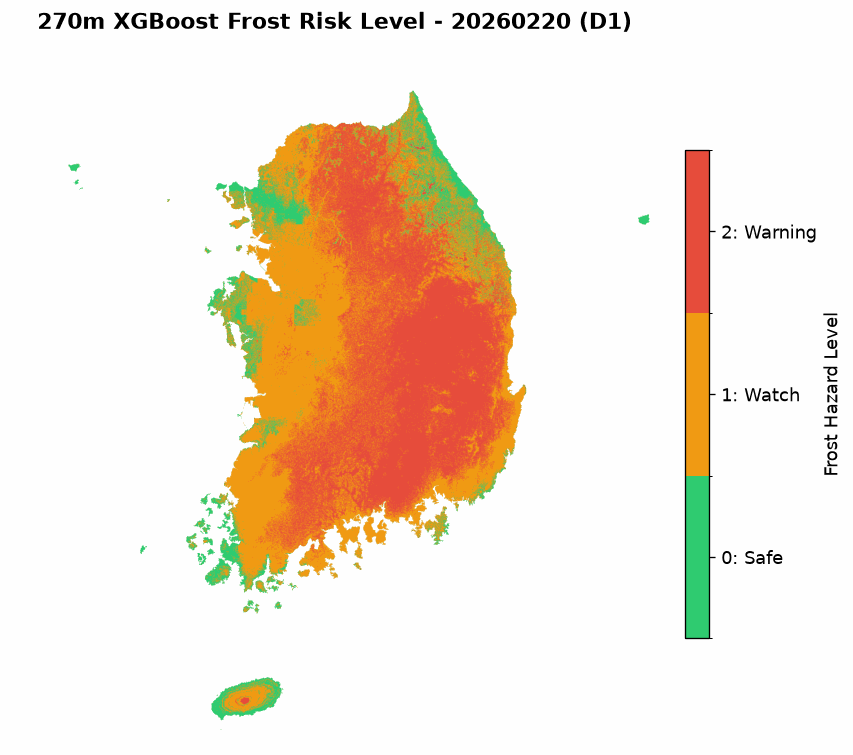 270m XGBoost Frost Risk Level - 20260220 (D1)
2: Warning
1: Watch
0: Safe
Frost Hazard Level